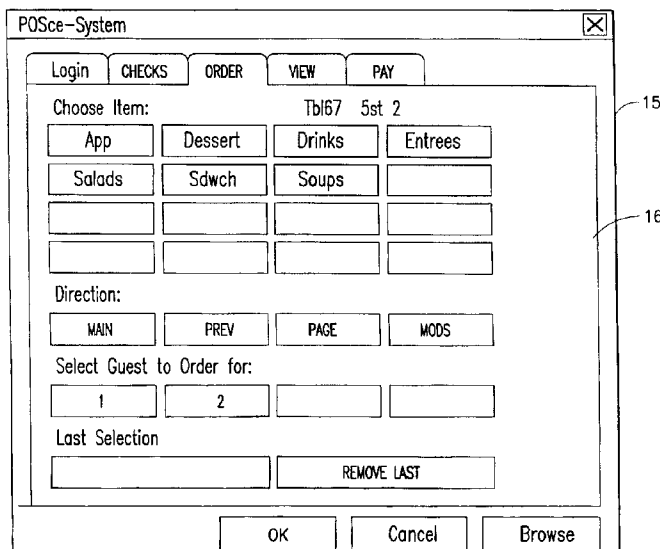 POSce-System
Login CHECKS ORDER VIEW PAY
Choose Item: Tbl67 5st 2
15
App Dessert Drinks Entrees
Salads Sdwch Soups
16
Direction:
MAIN PREV PAGE MODS
Select Guest to Order for:
1 2
Last Selection
REMOVE LAST
OK Cancel Browse